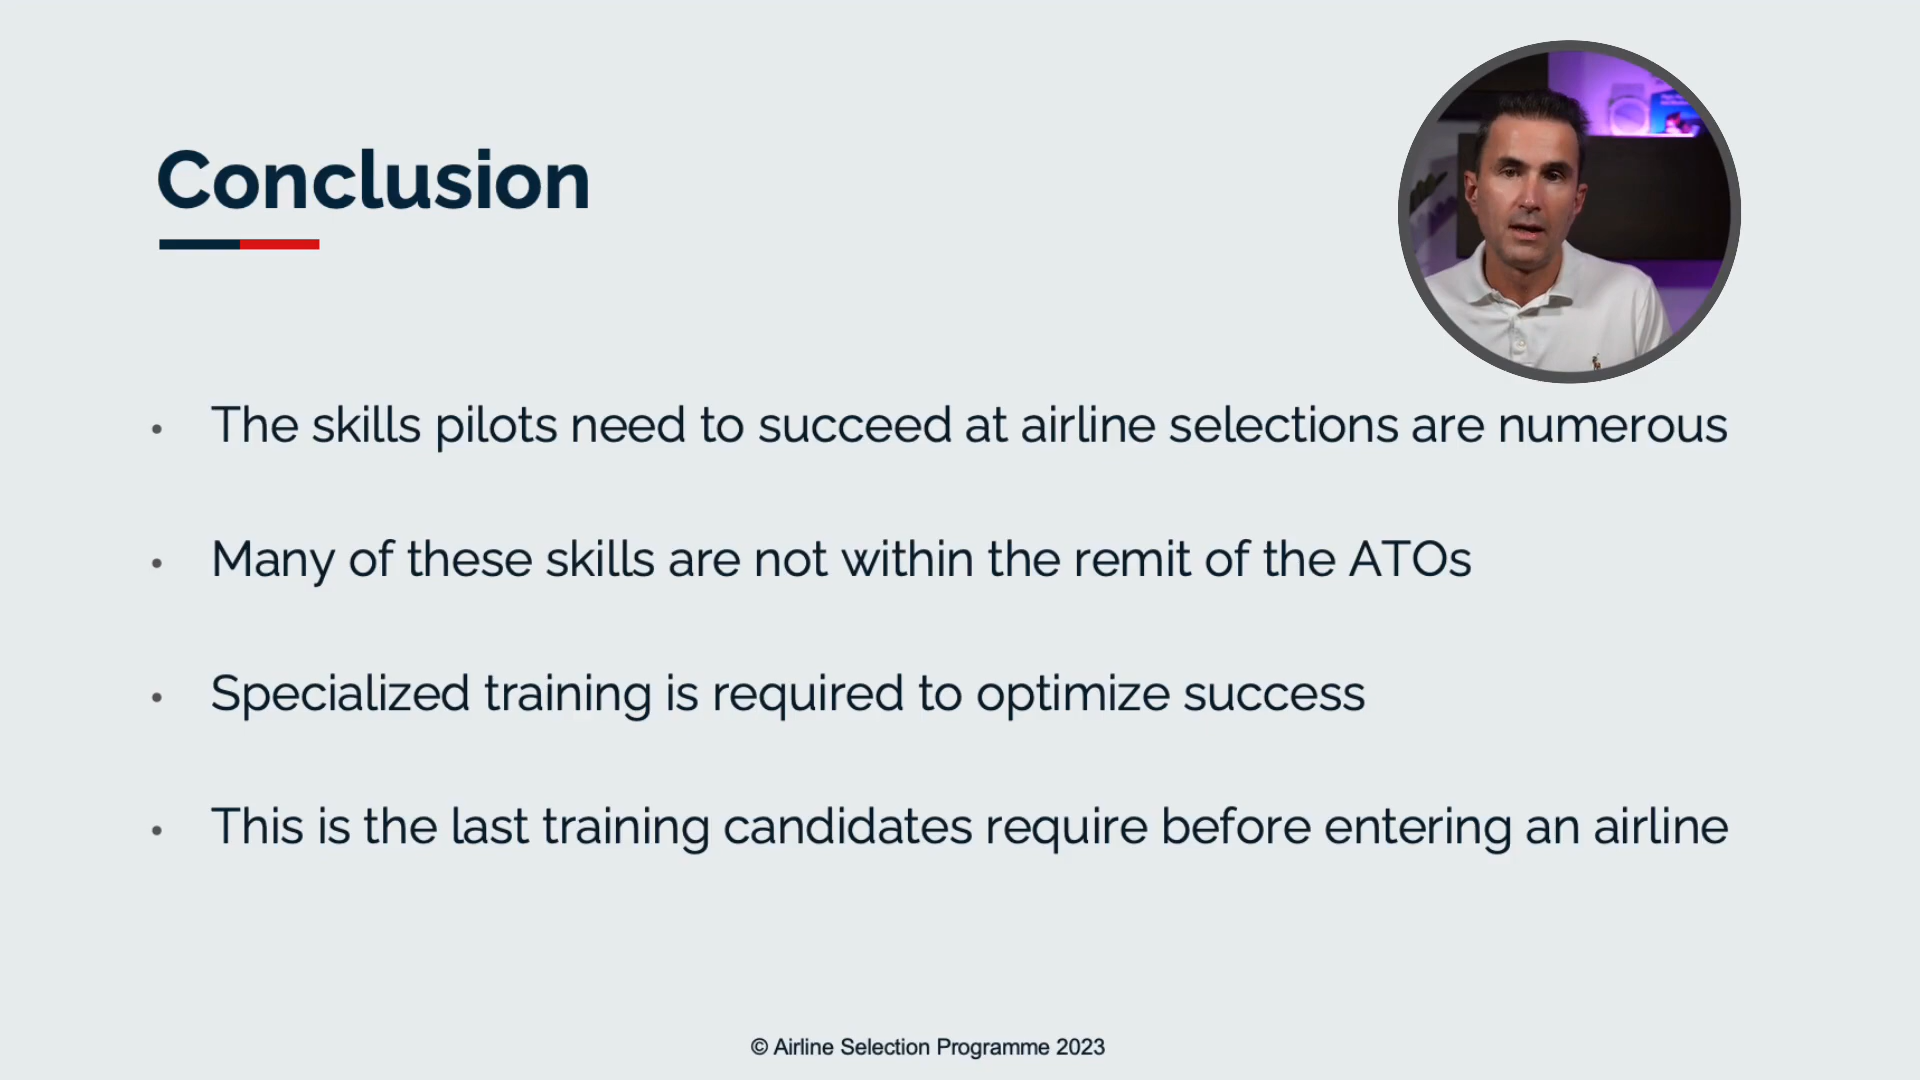 Conclusion
• The skills pilots need to succeed at airline selections are numerous
• Many of these skills are not within the remit of the ATOs
• Specialized training is required to optimize success
• This is the last training candidates require before entering an airline
© Airline Selection Programme 2023